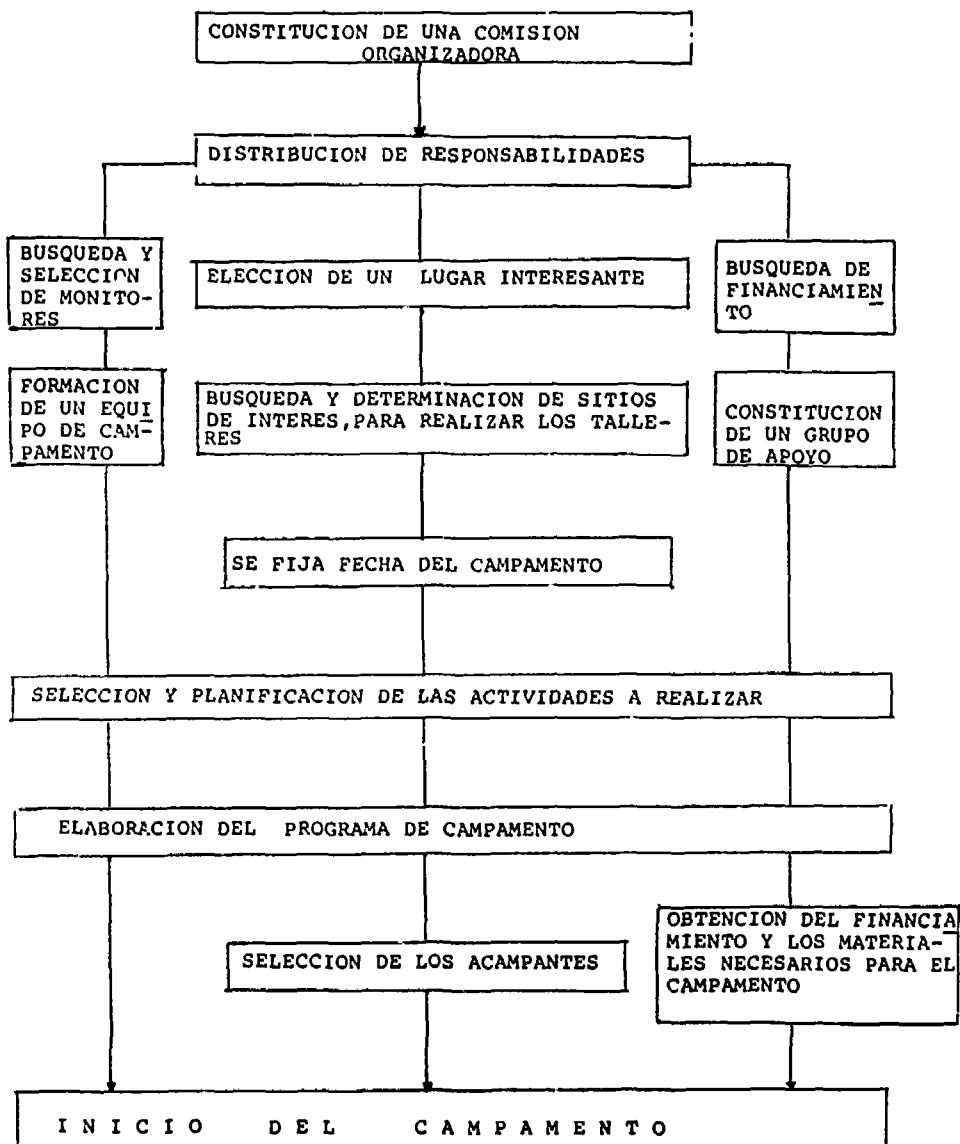 CONSTITUCION DE UNA COMISION
ORGANIZADORA
DISTRIBUCION DE RESPONSABILIDADES
BUSQUEDA Y
SELECCION
DE MONITO-
RES
ELECCION DE UN LUGAR INTERESANTE
BUSQUEDA DE
FINANCIAMIEN
TO
FORMACION
DE UN EQUI
PO DE CAM-
PAMENTO
BUSQUEDA Y DETERMINACION DE SITIOS
DE INTERES,PARA REALIZAR LOS TALLE-
RES
CONSTITUCION
DE UN GRUPO
DE APOYO
SE FIJA FECHA DEL CAMPAMENTO
SELECCION Y PLANIFICACION DE LAS ACTIVIDADES A REALIZAR
ELABORACION DEL PROGRAMA DE CAMPAMENTO
SELECCION DE LOS ACAMPANTES
OBTENCION DEL FINANCIA
MIENTO Y LOS MATERIA-
LES NECESARIOS PARA EL
CAMPAMENTO
INICIO DEL CAMPAMENTO